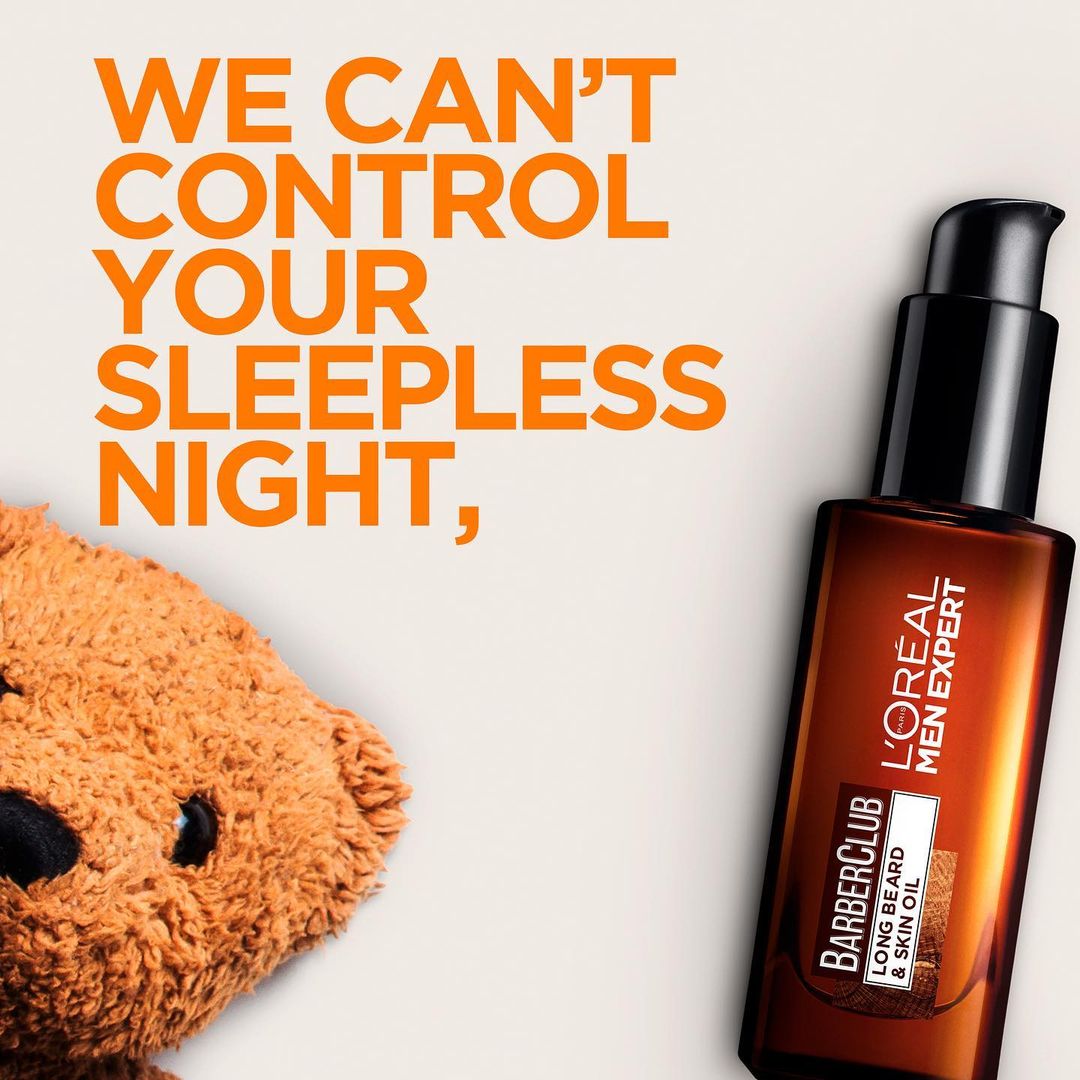 WE CAN'T
CONTROL
YOUR
SLEEPLESS
NIGHT,
L'ORÉAL
PARIS
MEN EXPERT
BARBERCLUB
LONG BEARD
& SKIN OIL